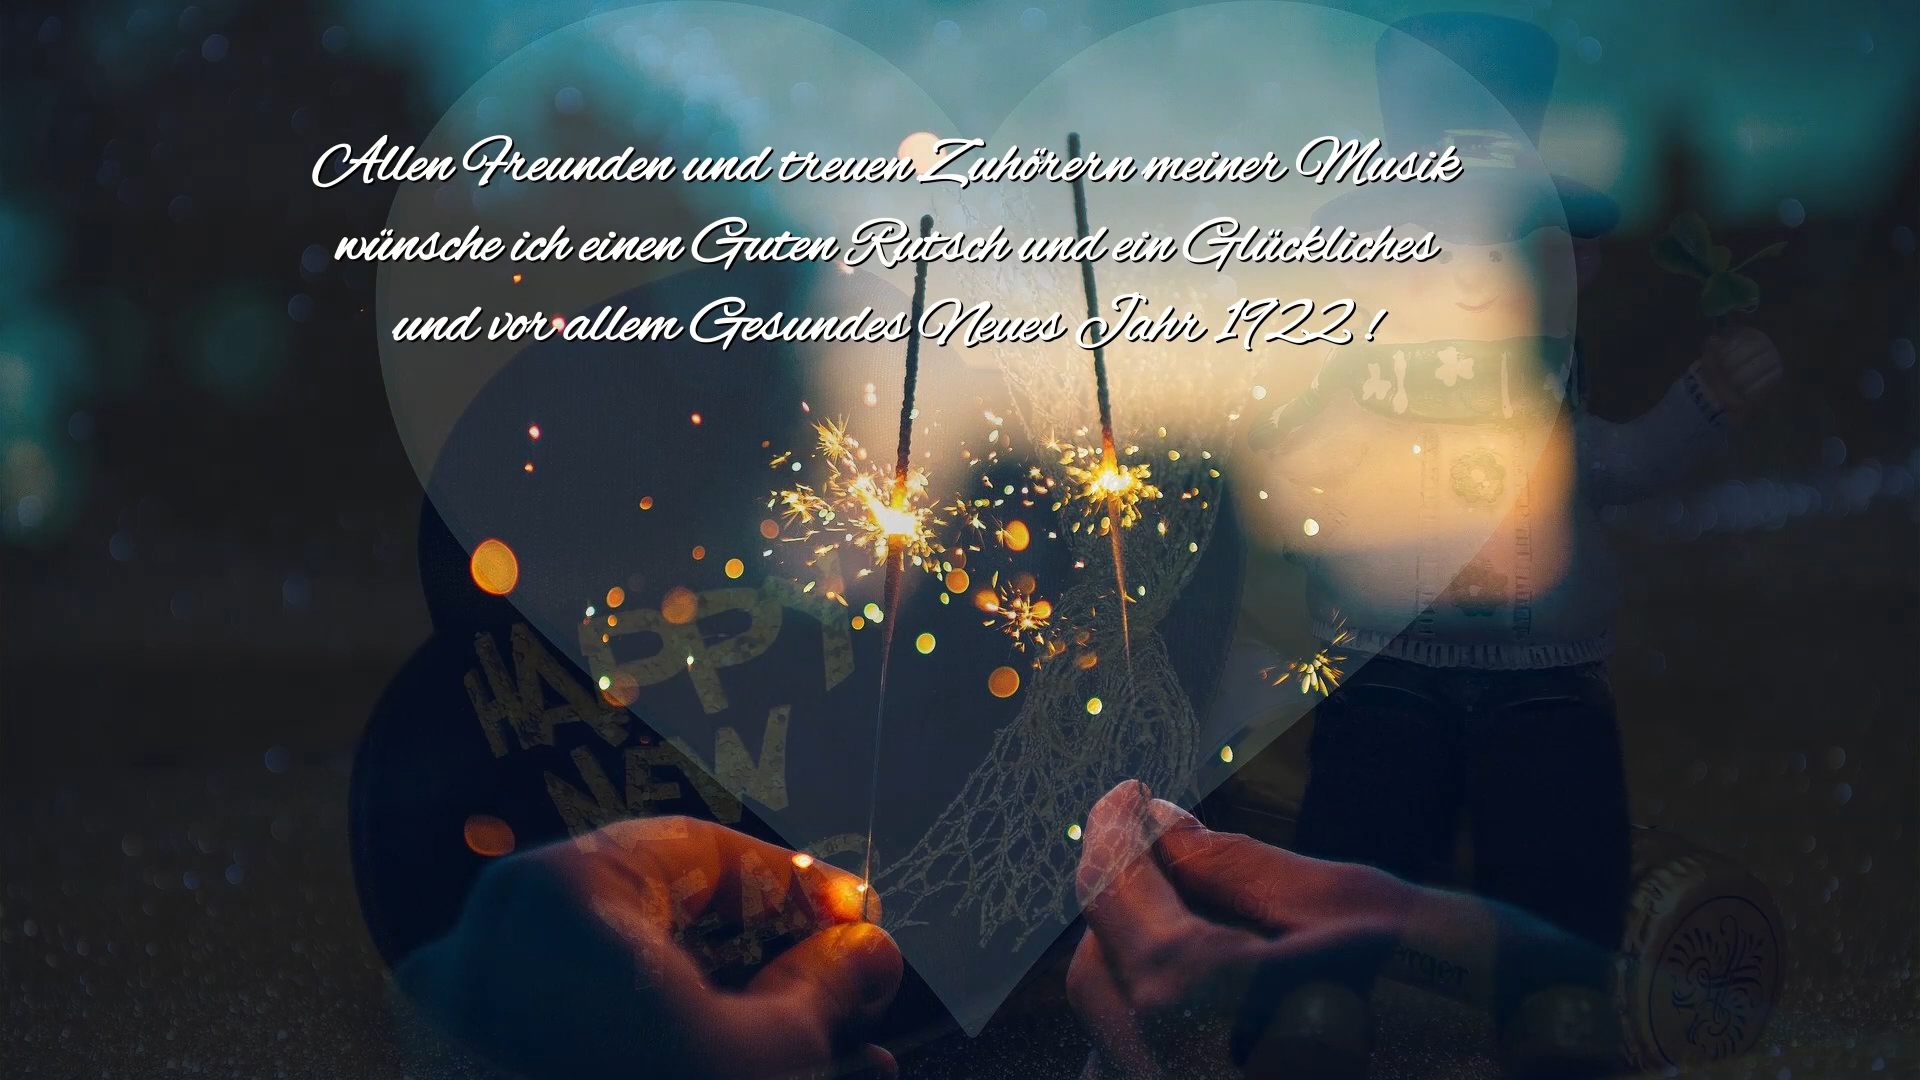 Allen Freunden und treuen Zuhörern meiner Musik
wünsche ich einen Guten Rutsch und ein Glückliches
und vor allem Gesundes Neues Jahr 1922 !
HAPPY
NEW